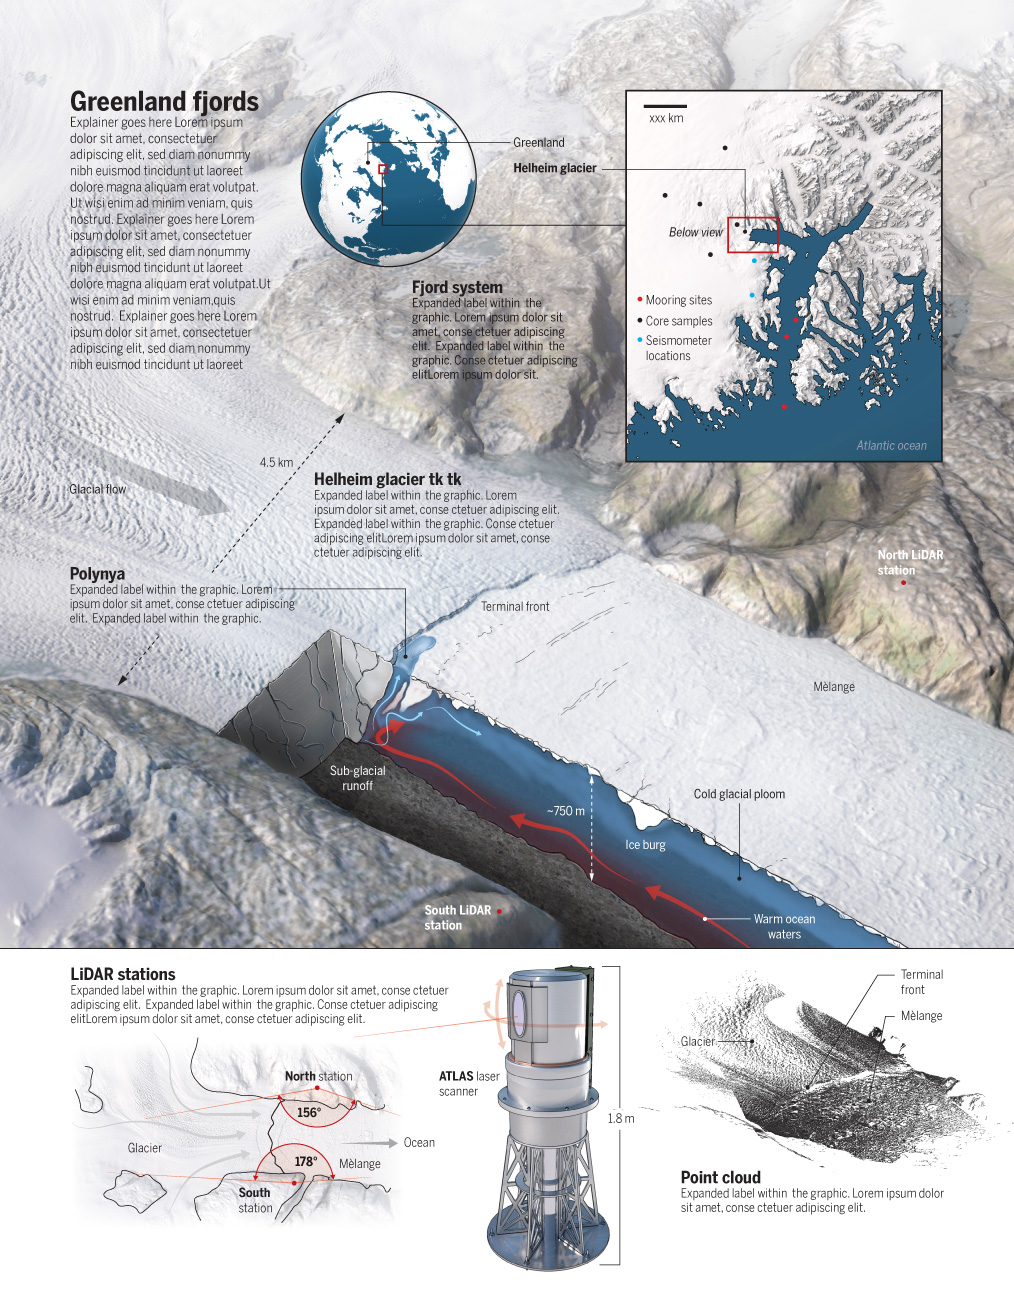 Greenland fjords
Explainer goes here Lorem ipsum
dolor sit amet, consectetuer
adipiscing elit, sed diam nonummy
nibh euismod tincidunt ut laoreet
dolore magna aliquam erat volutpat.
Ut wisi enim ad minim veniam, quis
nostrud. Explainer goes here Lorem
ipsum dolor sit amet, consectetuer
adipiscing elit, sed diam nonummy
nibh euismod tincidunt ut laoreet
dolore magna aliquam erat volutpat.Ut
wisi enim ad minim veniam,quis
nostrud. Explainer goes here Lorem
ipsum dolor sit amet, consectetuer
adipiscing elit, sed diam nonummy
nibh euismod tincidunt ut laoreet
Greenland
Helheim glacier
Fjord system
Expanded label within the
graphic. Lorem ipsum dolor sit
amet, conse ctetuer adipiscing
elit. Expanded label within the
graphic. Conse ctetuer adipiscing
elitLorem ipsum dolor sit.
xxx km
Below view
Mooring sites
Core samples
Seismometer
locations
Atlantic ocean
4.5 km
Glacial flow
Helheim glacier tk tk
Expanded label within the graphic. Lorem
ipsum dolor sit amet, conse ctetuer adipiscing elit.
Expanded label within the graphic. Conse ctetuer
adipiscing elitLorem ipsum dolor sit amet, conse
ctetuer adipiscing elit.
North LiDAR
station
Polynya
Expanded label within the graphic. Lorem
ipsum dolor sit amet, conse ctetuer adipiscing
elit. Expanded label within the graphic.
Terminal front
Mèlange
Sub-glacial
runoff
~750 m
Cold glacial ploom
Ice burg
South LiDAR
station
Warm ocean
waters
LiDAR stations
Expanded label within the graphic. Lorem ipsum dolor sit amet, conse ctetuer
adipiscing elit. Expanded label within the graphic. Conse ctetuer adipiscing
elitLorem ipsum dolor sit amet, conse ctetuer adipiscing elit.
North station
156°
Glacier
Ocean
178°
Mèlange
South
station
ATLAS laser
scanner
1.8 m
Terminal
front
Mèlange
Glacier
Point cloud
Expanded label within the graphic. Lorem ipsum dolor
sit amet, conse ctetuer adipiscing elit.